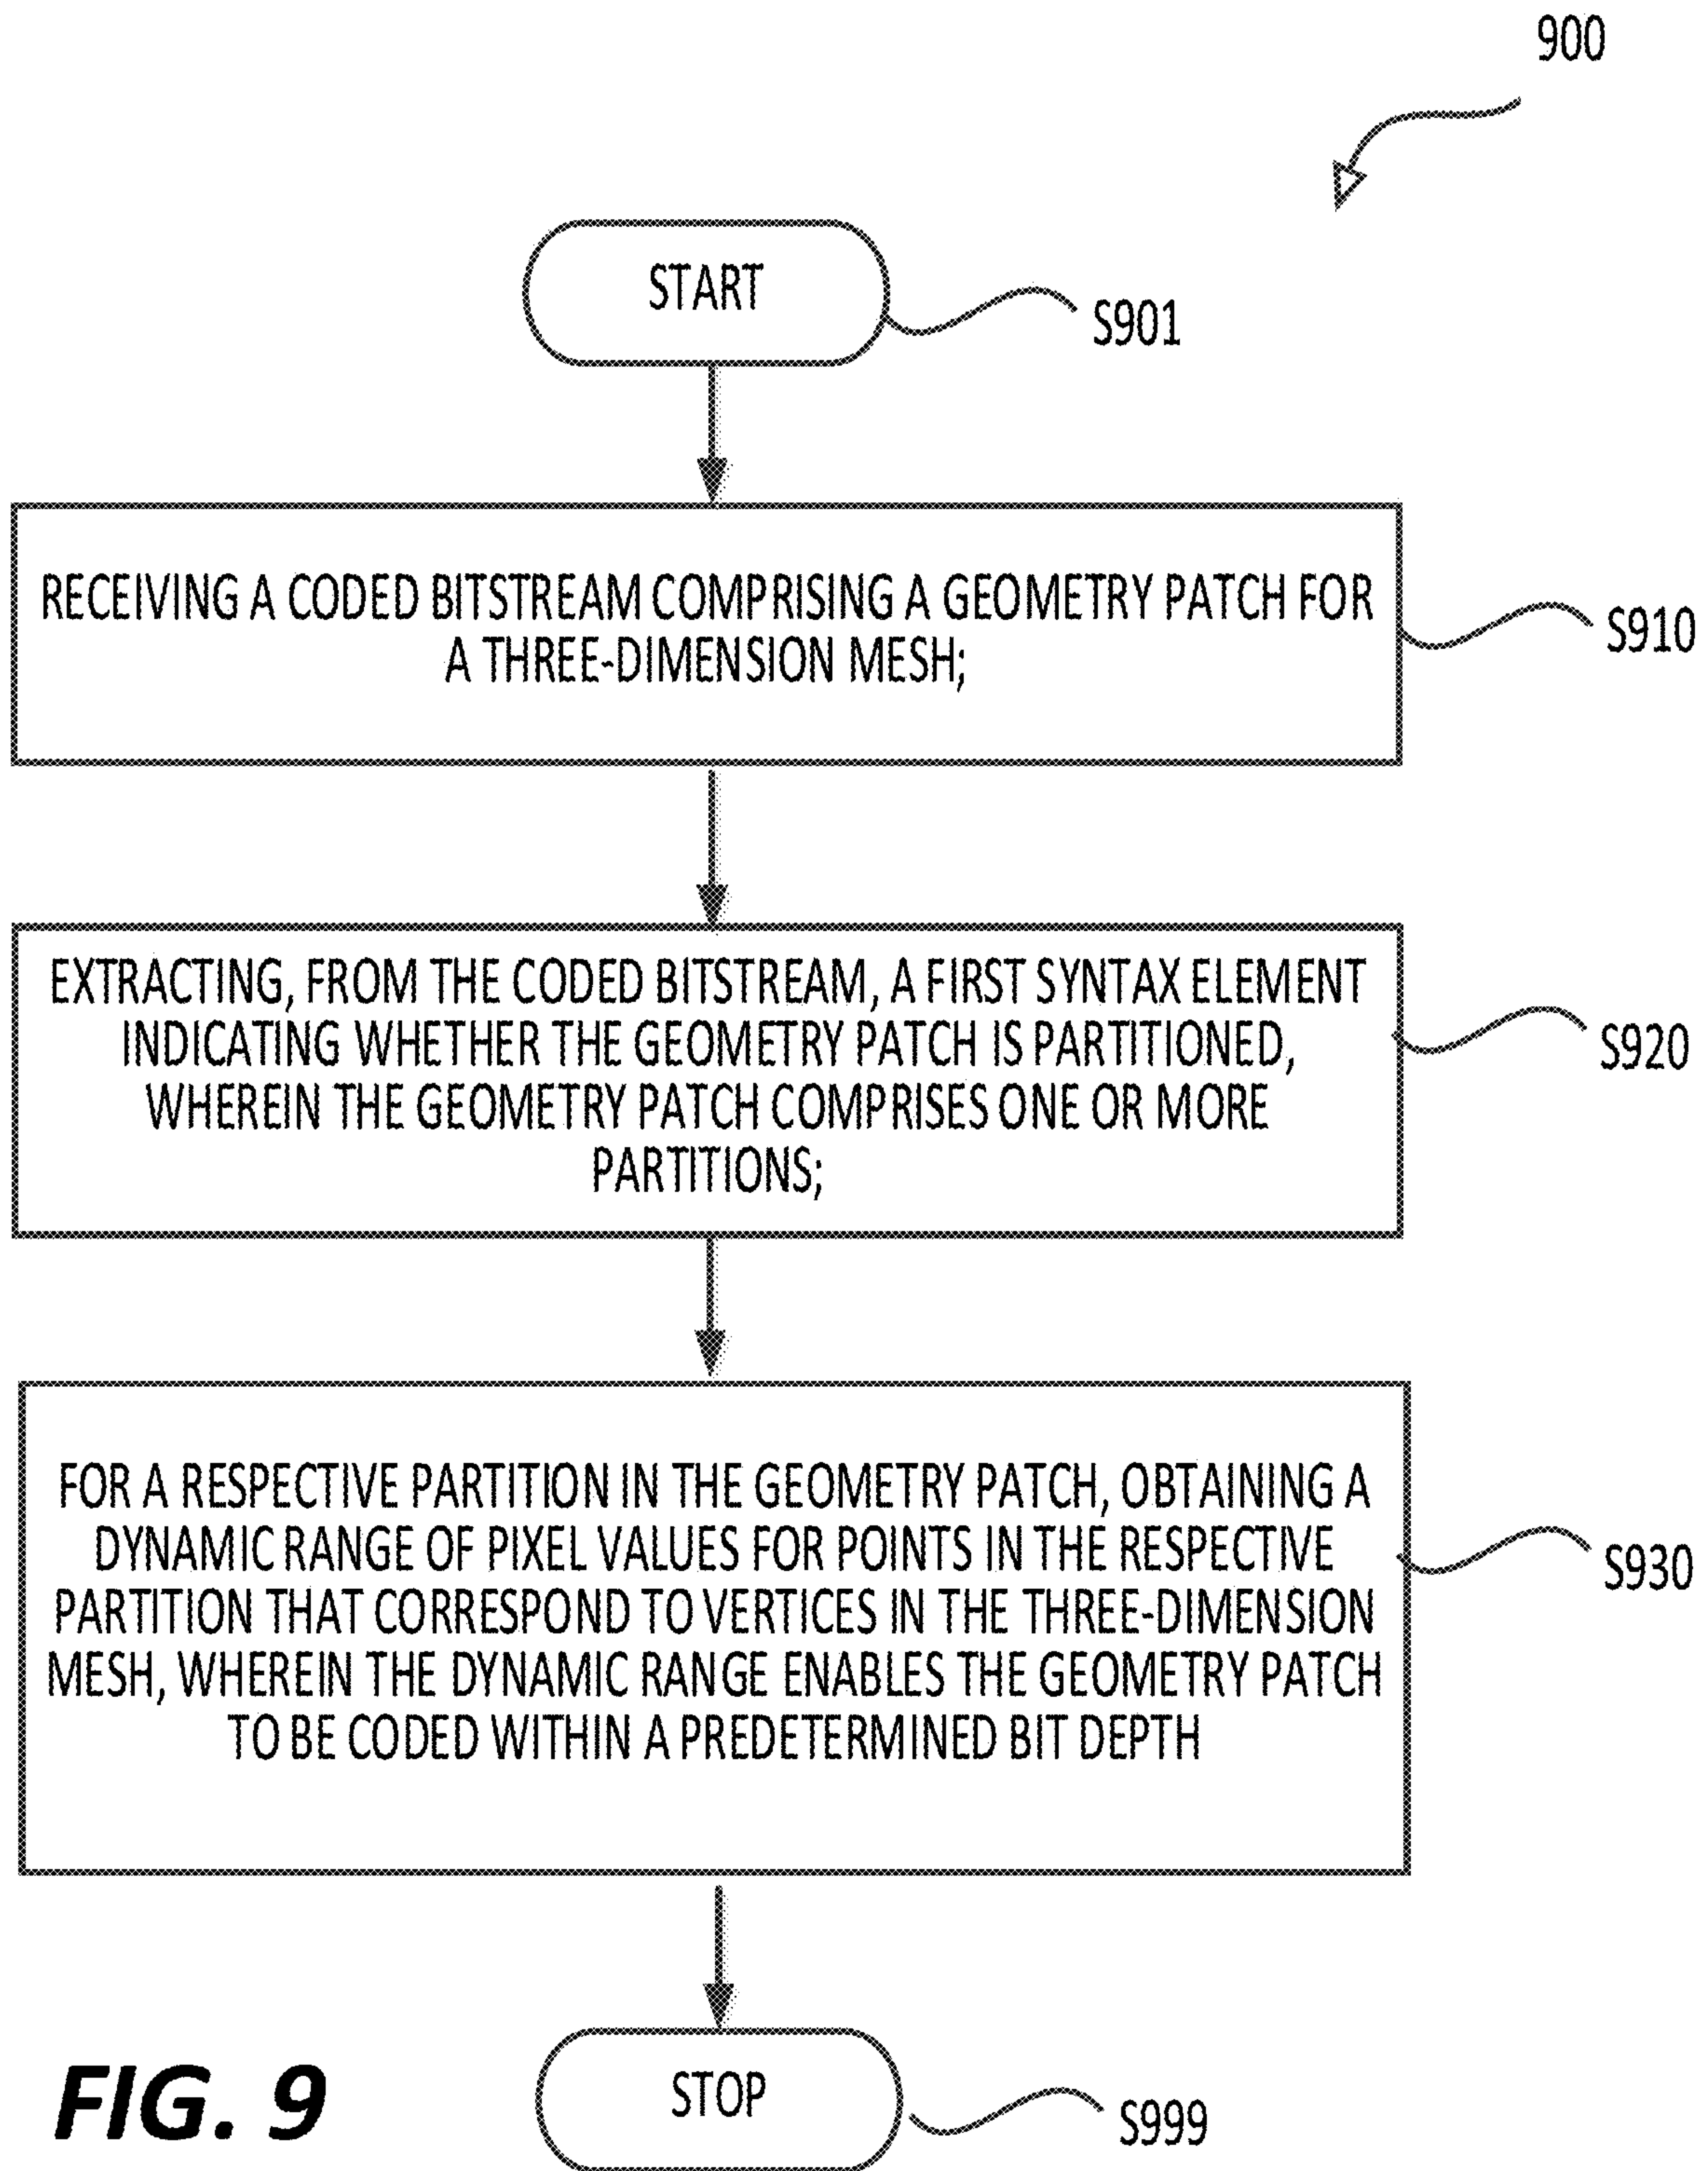 900
START
S901
RECEIVING A CODED BITSTREAM COMPRISING A GEOMETRY PATCH FOR
A THREE-DIMENSION MESH;
S910
EXTRACTING, FROM THE CODED BITSTREAM, A FIRST SYNTAX ELEMENT
INDICATING WHETHER THE GEOMETRY PATCH IS PARTITIONED,
WHEREIN THE GEOMETRY PATCH COMPRISES ONE OR MORE
PARTITIONS;
S920
FOR A RESPECTIVE PARTITION IN THE GEOMETRY PATCH, OBTAINING A
DYNAMIC RANGE OF PIXEL VALUES FOR POINTS IN THE RESPECTIVE
PARTITION THAT CORRESPOND TO VERTICES IN THE THREE-DIMENSION
MESH, WHEREIN THE DYNAMIC RANGE ENABLES THE GEOMETRY PATCH
TO BE CODED WITHIN A PREDETERMINED BIT DEPTH
S930
STOP
S999
FIG. 9